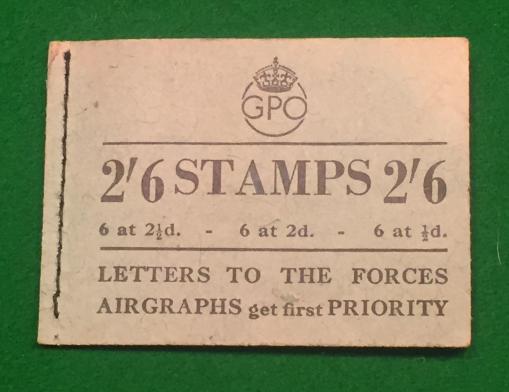 GPO
2/6 STAMPS 2/6
6 at 2½d. - 6 at 2d. - 6 at ½d.
LETTERS TO THE FORCES
AIRGRAPHS get first PRIORITY